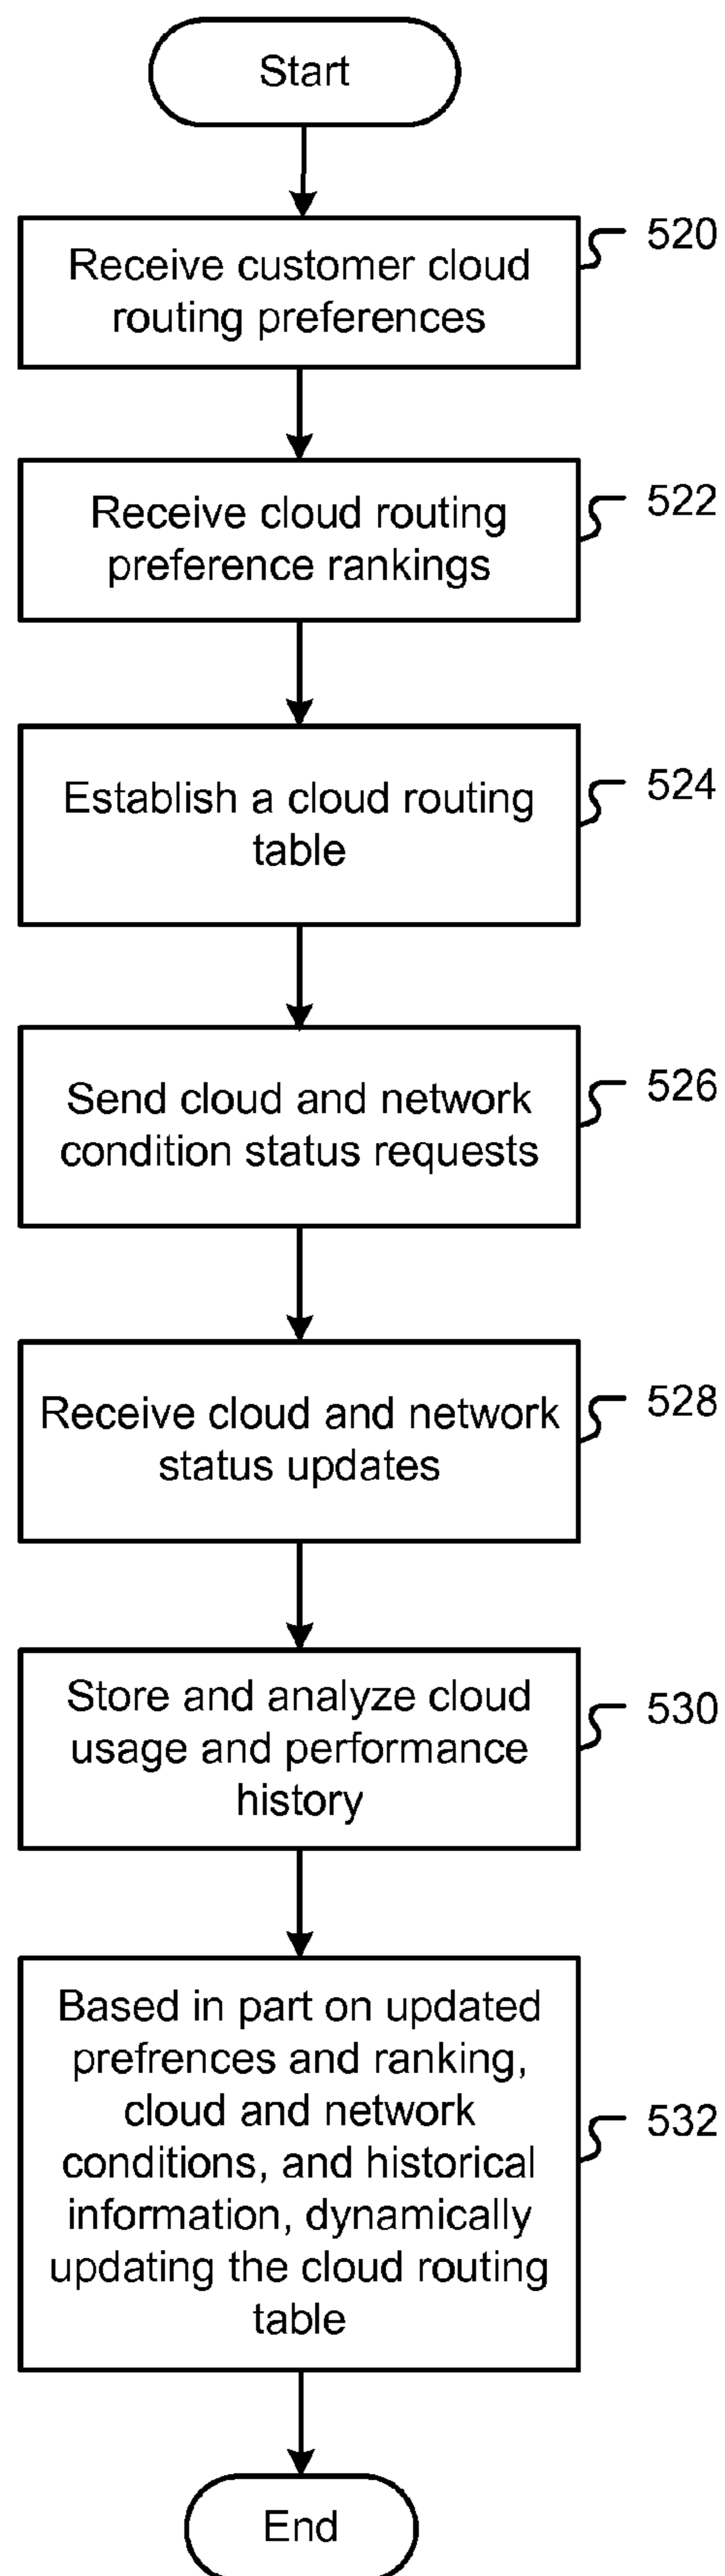 Start
Receive customer cloud
routing preferences
520
Receive cloud routing
preference rankings
522
Establish a cloud routing
table
524
Send cloud and network
condition status requests
526
Receive cloud and network
status updates
528
Store and analyze cloud
usage and performance
history
530
Based in part on updated
prefrences and ranking,
cloud and network
conditions, and historical
information, dynamically
updating the cloud routing
table
532
End